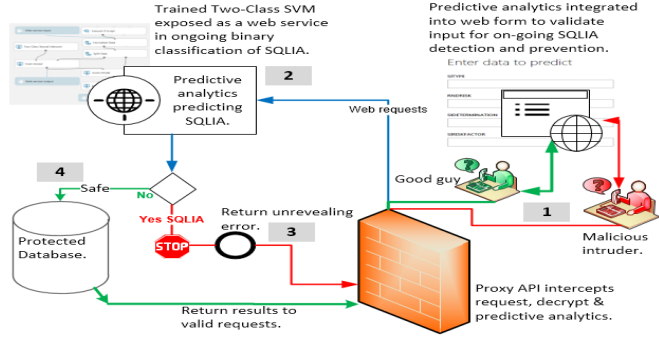 Trained Two-Class SVM
exposed as a web service
in ongoing binary
classification of SQLIA.
Predictive analytics integrated
into web form to validate
input for on-going SQLIA
detection and prevention.
Enter data to predict
2
Predictive
analytics
predicting
SQLIA.
Web requests
4
Safe
No
Yes SQLIA
STOP
Return unrevealing
error.
3
Good guy
1
Malicious
intruder.
Protected
Database.
Return results to
valid requests.
Proxy API intercepts
request, decrypt &
predictive analytics.